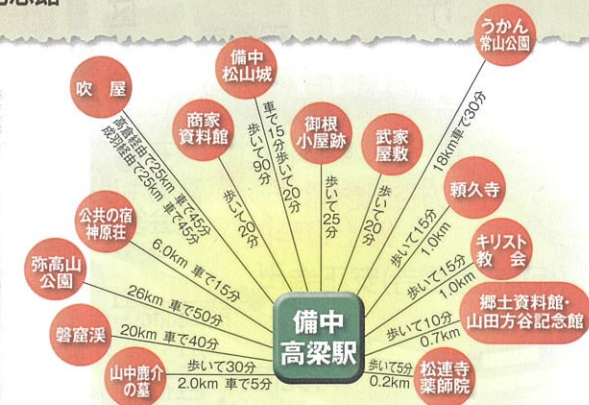 うかん
常山公園
備中
松山城
吹屋
商家
資料館
御根
小屋跡
武家
屋敷
頼久寺
公共の宿
神原荘
キリスト
教会
弥高山
公園
郷土資料館・
山田方谷記念館
磐窟渓
山中鹿介
の墓
松連寺
薬師院
備中
高梁駅
高倉経由で25km 車で45分
成羽経由で25km 車で45分
歩いて20分
歩いて90分
車で15分歩いて20分
歩いて25分
歩いて20分
18km車で30分
歩いて15分
1.0km
歩いて15分
1.0km
歩いて10分
0.7km
歩いて5分
0.2km
6.0km 車で15分
26km 車で50分
20km 車で40分
歩いて30分
2.0km 車で5分